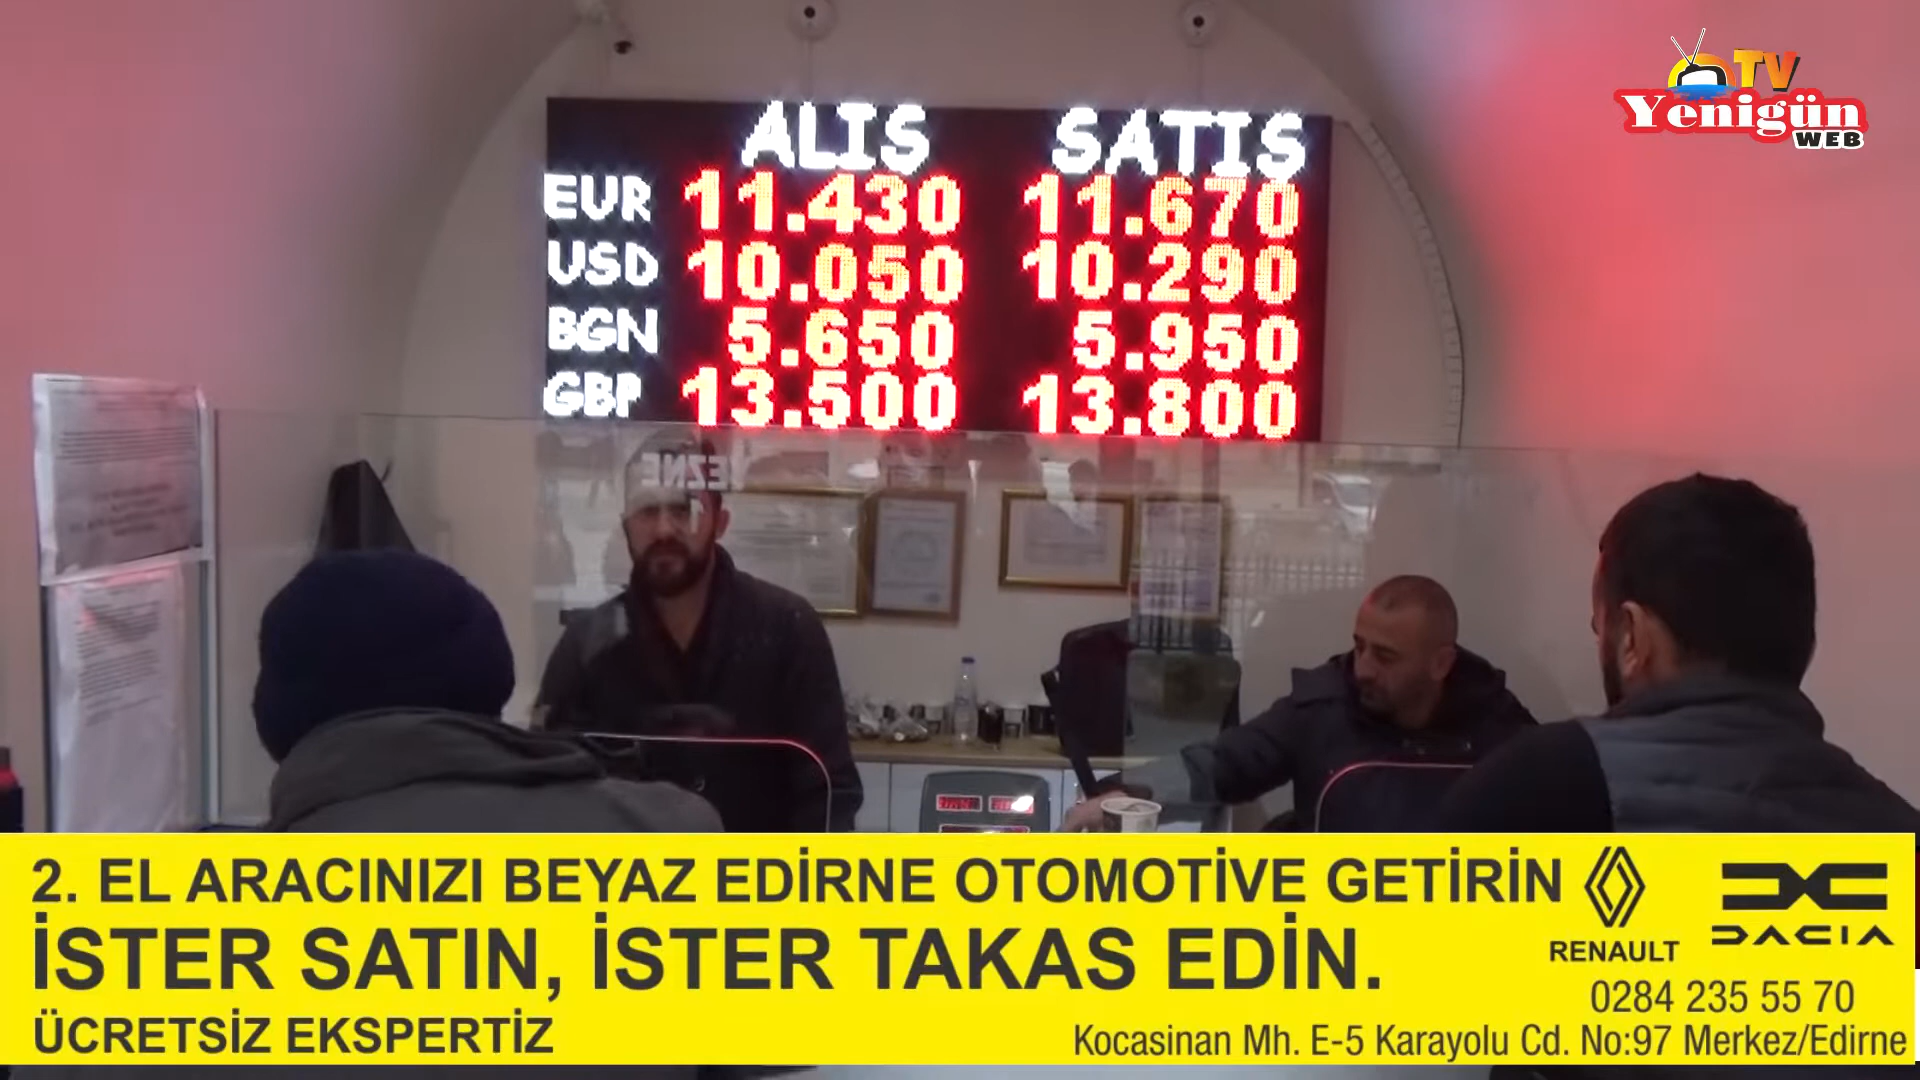 TV
Yenigün
WEB
ALIŞ SATIŞ
EUR 11.430 11.670
USD 10.050 10.290
BGN 5.650 5.950
GBP 13.500 13.800
2. EL ARACINIZI BEYAZ EDİRNE OTOMOTİVE GETİRİN
İSTER SATIN, İSTER TAKAS EDİN.
ÜCRETSİZ EKSPERTİZ
RENAULT
DACIA
0284 235 55 70
Kocasinan Mh. E-5 Karayolu Cd. No:97 Merkez/Edirne